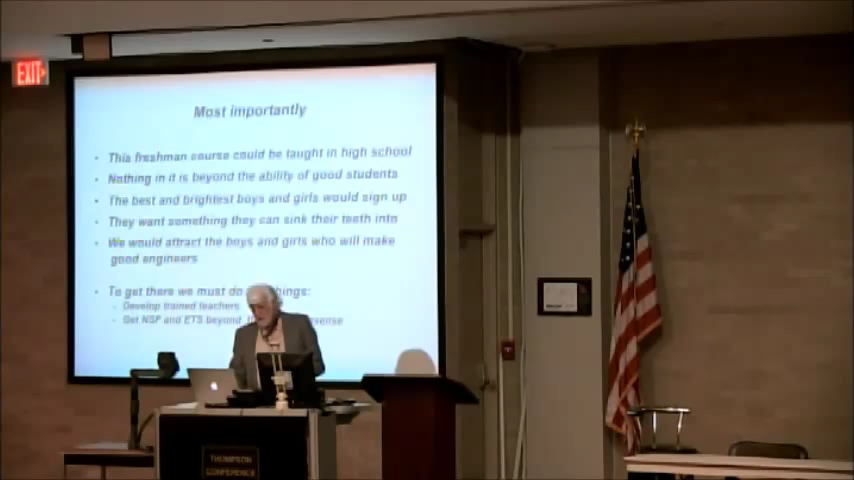 EXIT
Most importantly
• This freshman course could be taught in high school
• Nothing in it is beyond the ability of good students
• The best and brightest boys and girls would sign up
• They want something they can sink their teeth into
• We would attract the boys and girls who will make
good engineers
• To get there we must do things:
- Develop trained teachers
- Get NSF and ETS beyond
THOMPSON
CONFERENCE